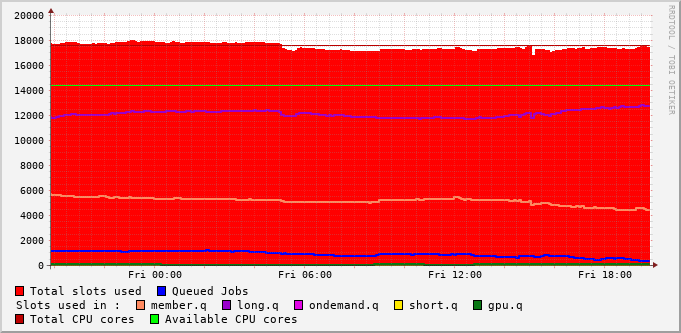 20000
18000
16000
14000
12000
10000
8000
6000
4000
2000
0
Fri 00:00 Fri 06:00 Fri 12:00 Fri 18:00
Total slots used Queued Jobs
Slots used in : member.q long.q ondemand.q short.q gpu.q
Total CPU cores Available CPU cores
RRDTOOL / TOBI OETIKER